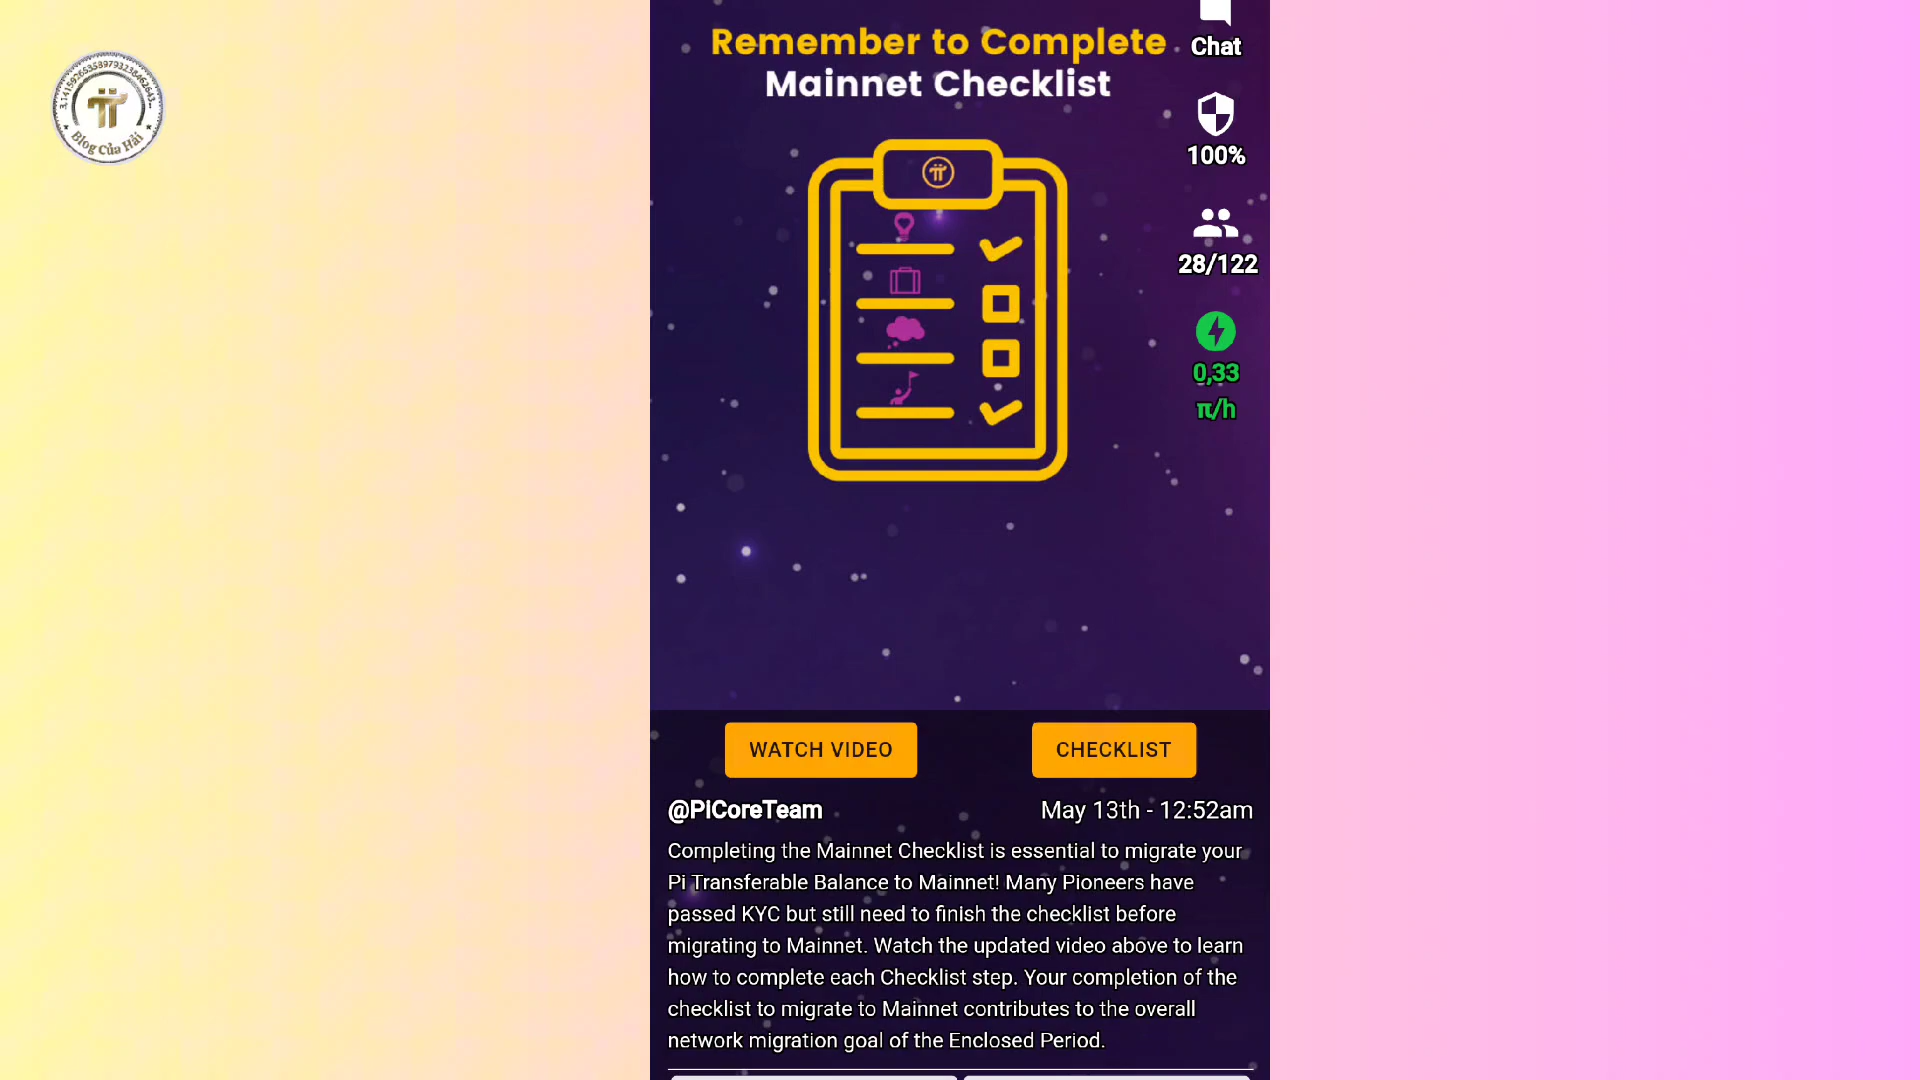 3,141592653589793238462643..
Blog Của Hải
Remember to Complete
Mainnet Checklist
Chat
100%
28/122
0,33
π/h
WATCH VIDEO
CHECKLIST
@PiCoreTeam
May 13th - 12:52am
Completing the Mainnet Checklist is essential to migrate your
Pi Transferable Balance to Mainnet! Many Pioneers have
passed KYC but still need to finish the checklist before
migrating to Mainnet. Watch the updated video above to learn
how to complete each Checklist step. Your completion of the
checklist to migrate to Mainnet contributes to the overall
network migration goal of the Enclosed Period.